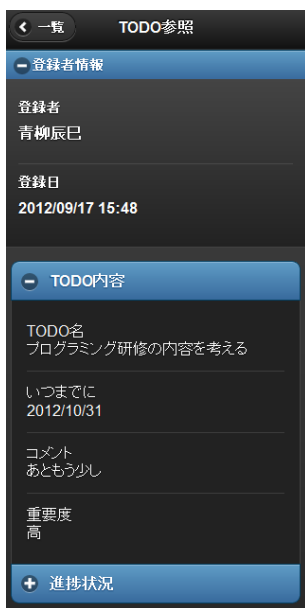 一覧
TODO参照
登録者情報
登録者
青柳辰巳
登録日
2012/09/17 15:48
TODO内容
TODO名
プログラミング研修の内容を考える
いつまでに
2012/10/31
コメント
あともう少し
重要度
高
進捗状況